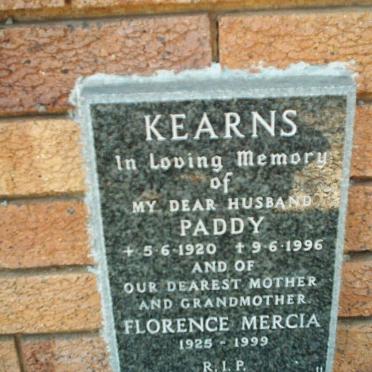 KEARNS
In Loving Memory
of
MY DEAR HUSBAND
PADDY
+ 5·6·1920 ✝ 9·6·1996
AND OF
OUR DEAREST MOTHER
AND GRANDMOTHER
FLORENCE MERCIA
1925 - 1999
R.I.P.